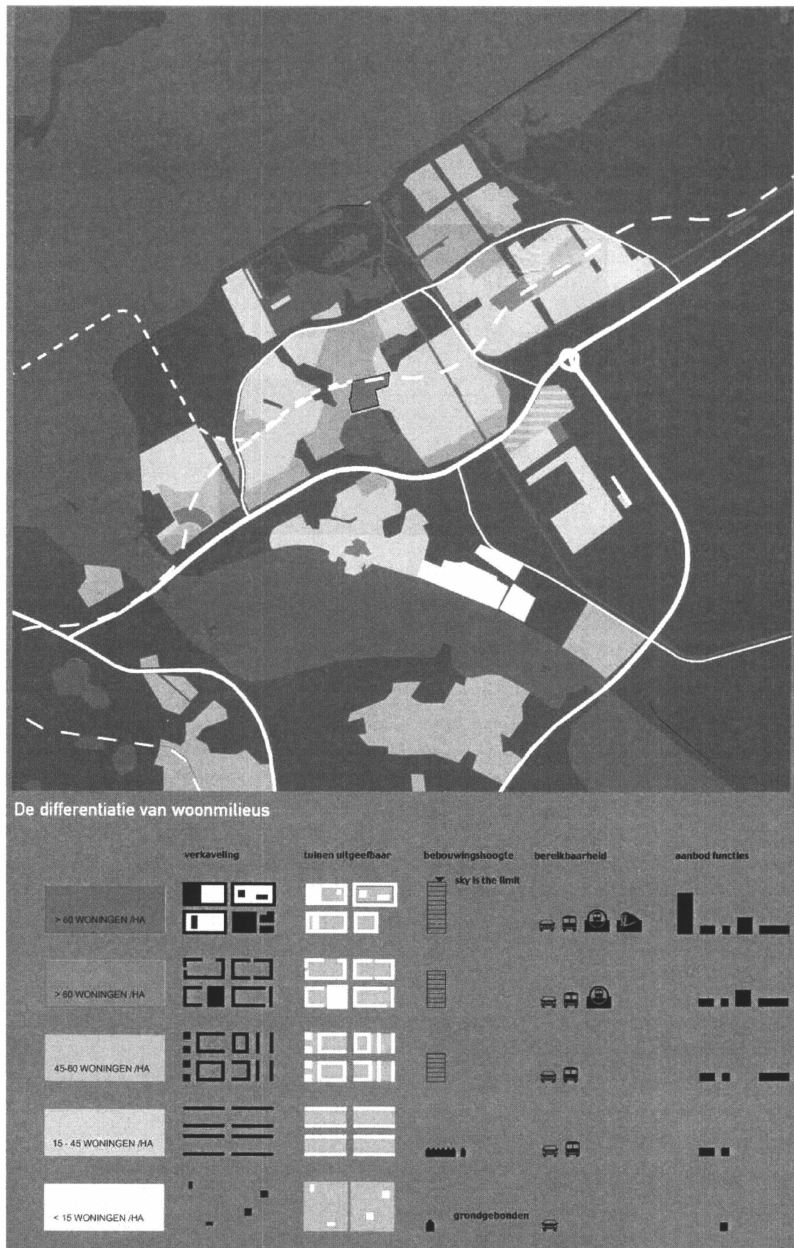 De differentiatie van woonmilieus
verkaveling tuinen uitgeefbaar bebouwingshoogte bereikbaarheid aanbod functies
sky is the limit
> 60 WONINGEN /HA
> 60 WONINGEN /HA
45-60 WONINGEN /HA
15 - 45 WONINGEN /HA
< 15 WONINGEN /HA grondgebonden